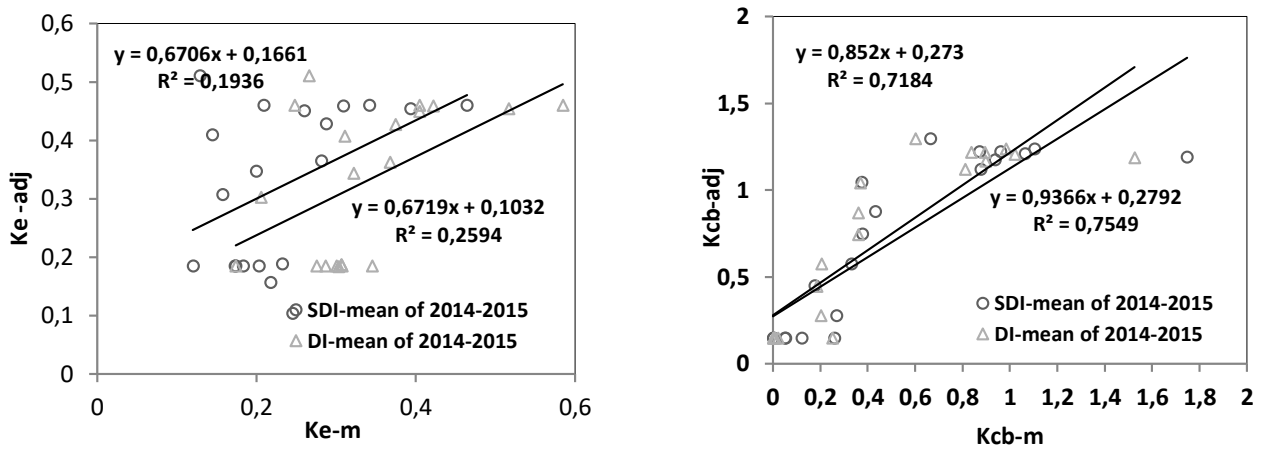 0,6
0,5
0,4
0,3
0,2
0,1
0
Ke -adj
y = 0,6706x + 0,1661
R² = 0,1936
y = 0,6719x + 0,1032
R² = 0,2594
SDI-mean of 2014-2015
DI-mean of 2014-2015
0 0,2 0,4 0,6
Ke-m
2
1,5
1
0,5
0
Kcb-adj
y = 0,852x + 0,273
R² = 0,7184
y = 0,9366x + 0,2792
R² = 0,7549
SDI-mean of 2014-2015
DI-mean of 2014-2015
0 0,2 0,4 0,6 0,8 1 1,2 1,4 1,6 1,8 2
Kcb-m